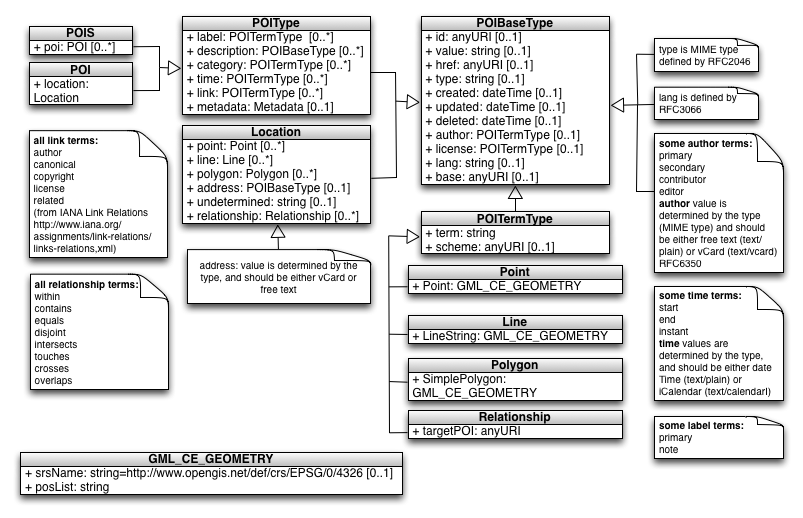 POIS
+ poi: POI [0..*]
POI
+ location:
Location
POIType
+ label: POITermType [0..*]
+ description: POIBaseType [0..*]
+ category: POITermType [0..*]
+ time: POITermType [0..*]
+ link: POITermType [0..*]
+ metadata: Metadata [0..1]
Location
+ point: Point [0..*]
+ line: Line [0..*]
+ polygon: Polygon [0..*]
+ address: POIBaseType [0..1]
+ undetermined: string [0..1]
+ relationship: Relationship [0..*]
address: value is determined by the
type, and should be either vCard or
free text
all link terms:
author
canonical
copyright
license
related
(from IANA Link Relations
http://www.iana/
assignments/link-relations/
links-relations,xml)
all relationship terms:
within
contains
equals
disjoint
intersects
touches
crosses
overlaps
POIBaseType
+ id: anyURI [0..1]
+ value: string [0..1]
+ href: anyURI [0..1]
+ type: string [0..1]
+ created: dateTime [0..1]
+ updated: dateTime [0..1]
+ deleted: dateTime [0..1]
+ author: POITermType [0..1]
+ license: POITermType [0..1]
+ lang: string [0..1]
+ base: anyURI [0..1]
POITermType
+ term: string
+ scheme: anyURI [0..1]
Point
+ Point: GML_CE_GEOMETRY
Line
+ LineString: GML_CE_GEOMETRY
Polygon
+ SimplePolygon:
GML_CE_GEOMETRY
Relationship
+ targetPOI: anyURI
type is MIME type
defined by RFC2046
lang is defined by
RFC3066
some author terms:
primary
secondary
contributor
editor
author value is
determined by the type
(MIME type) and should
be either free text (text/
plain) or vCard (text/vcard)
RFC6350
some time terms:
start
end
instant
time values are
determined by the type,
and should be either date
Time (text/plain) or
iCalendar (text/calendarl)
some label terms:
primary
note
GML_CE_GEOMETRY
+ srsName: string=http://www.opengis.net/def/crs/EPSG/0/4326 [0..1]
+ posList: string